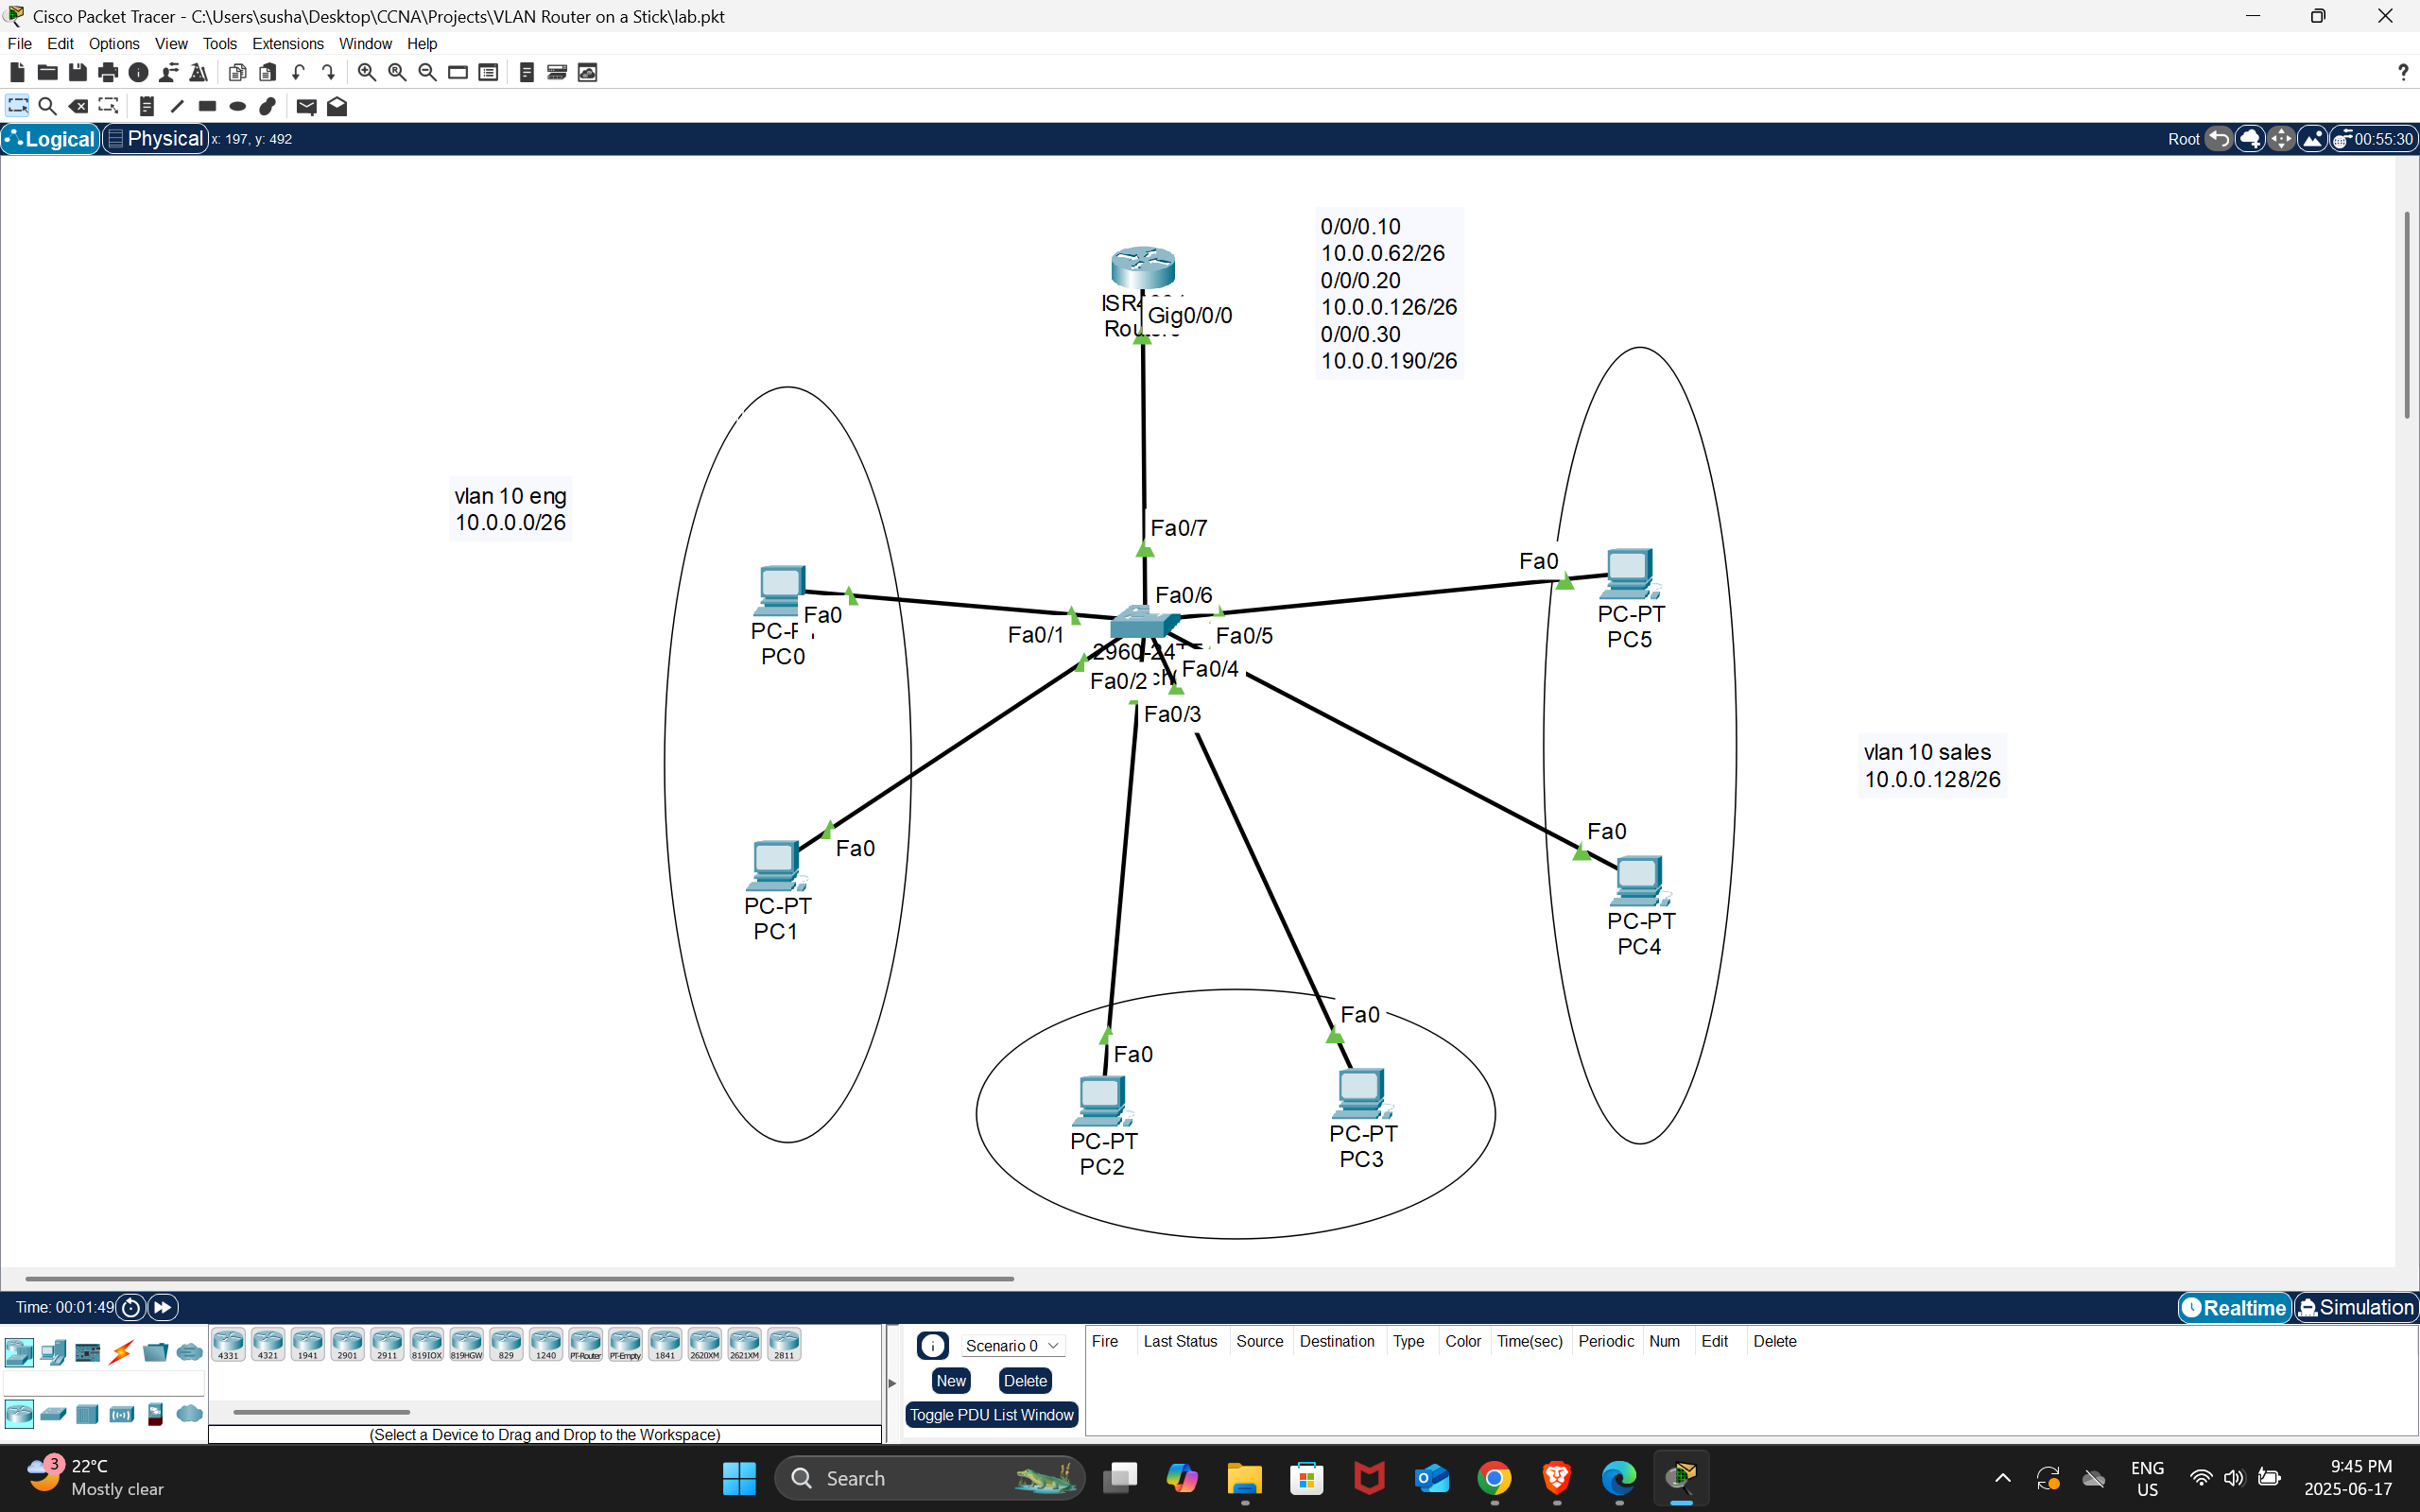 Cisco Packet Tracer - C:\Users\susha\Desktop\CCNA\Projects\VLAN Router on a Stick\lab.pkt
File Edit Options View Tools Extensions Window Help
?
Logical Physical x: 197, y: 492 Root 00:55:30
0/0/0.10
10.0.0.62/26
0/0/0.20
10.0.0.126/26
0/0/0.30
10.0.0.190/26
Gig0/0/0
vlan 10 eng
10.0.0.0/26
Fa0/7
Fa0
PC-PT
PC5
Fa0/6
Fa0
PC0
Fa0/1
Fa0/5
2960-24
Fa0/4
Fa0/2
Fa0/3
vlan 10 sales
10.0.0.128/26
Fa0
PC-PT
PC1
Fa0
PC-PT
PC4
Fa0
PC-PT
PC2
Fa0
PC-PT
PC3
Time: 00:01:49 Realtime Simulation
4331 4321 1941 2901 2911 819IOX 819HGW 829 1240 PT-Router PT-Empty 1841 2620XM 2621XM 2811
(Select a Device to Drag and Drop to the Workspace)
Scenario 0
New Delete
Toggle PDU List Window
Fire Last Status Source Destination Type Color Time(sec) Periodic Num Edit Delete
3
22°C
Mostly clear
Search
ENG
US
9:45 PM
2025-06-17